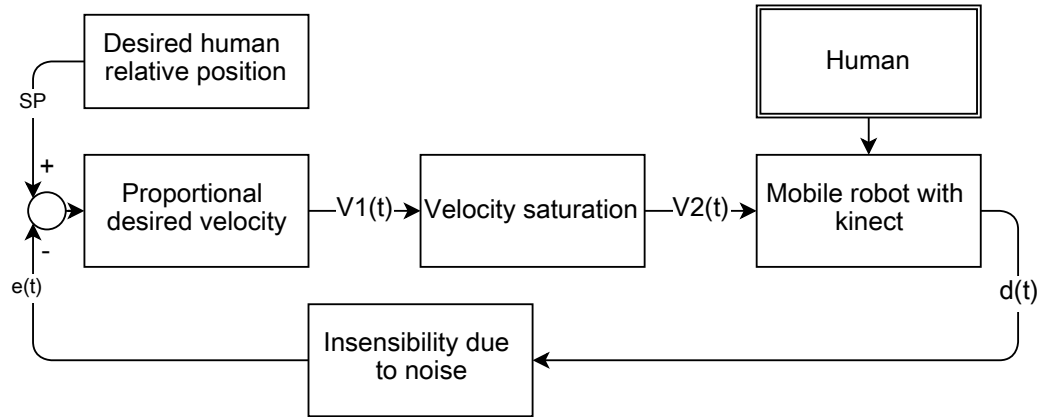 Desired human
relative position
Human
SP
+
Proportional
desired velocity
V1(t)
Velocity saturation
V2(t)
Mobile robot with
kinect
-
e(t)
d(t)
Insensibility due
to noise